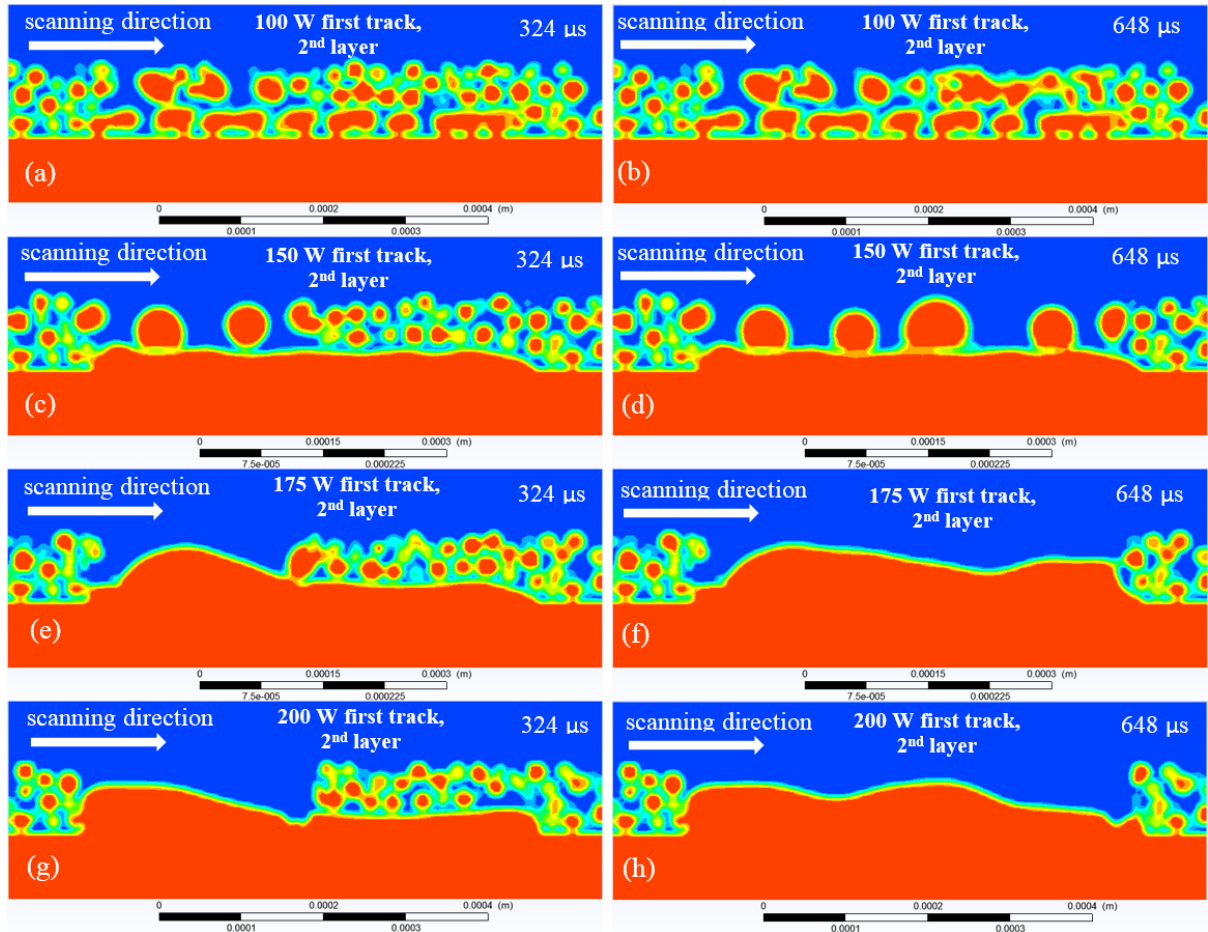 scanning direction
100 W first track,
2nd layer
324 µs
(a)
0
0.0002
0.0004 (m)
0.0001
0.0003
scanning direction
100 W first track,
2nd layer
648 µs
(b)
0
0.0002
0.0004 (m)
0.0001
0.0003
scanning direction
150 W first track,
2nd layer
324 µs
(c)
0
0.00015
0.0003 (m)
7.5e-005
0.000225
scanning direction
150 W first track,
2nd layer
648 µs
(d)
0
0.00015
0.0003 (m)
7.5e-005
0.000225
scanning direction
175 W first track,
2nd layer
324 µs
(e)
0
0.00015
0.0003 (m)
7.5e-005
0.000225
scanning direction
175 W first track,
2nd layer
648 µs
(f)
0
0.00015
0.0003 (m)
7.5e-005
0.000225
scanning direction
200 W first track,
2nd layer
324 µs
(g)
0
0.0002
0.0004 (m)
0.0001
0.0003
scanning direction
200 W first track,
2nd layer
648 µs
(h)
0
0.0002
0.0004 (m)
0.0001
0.0003